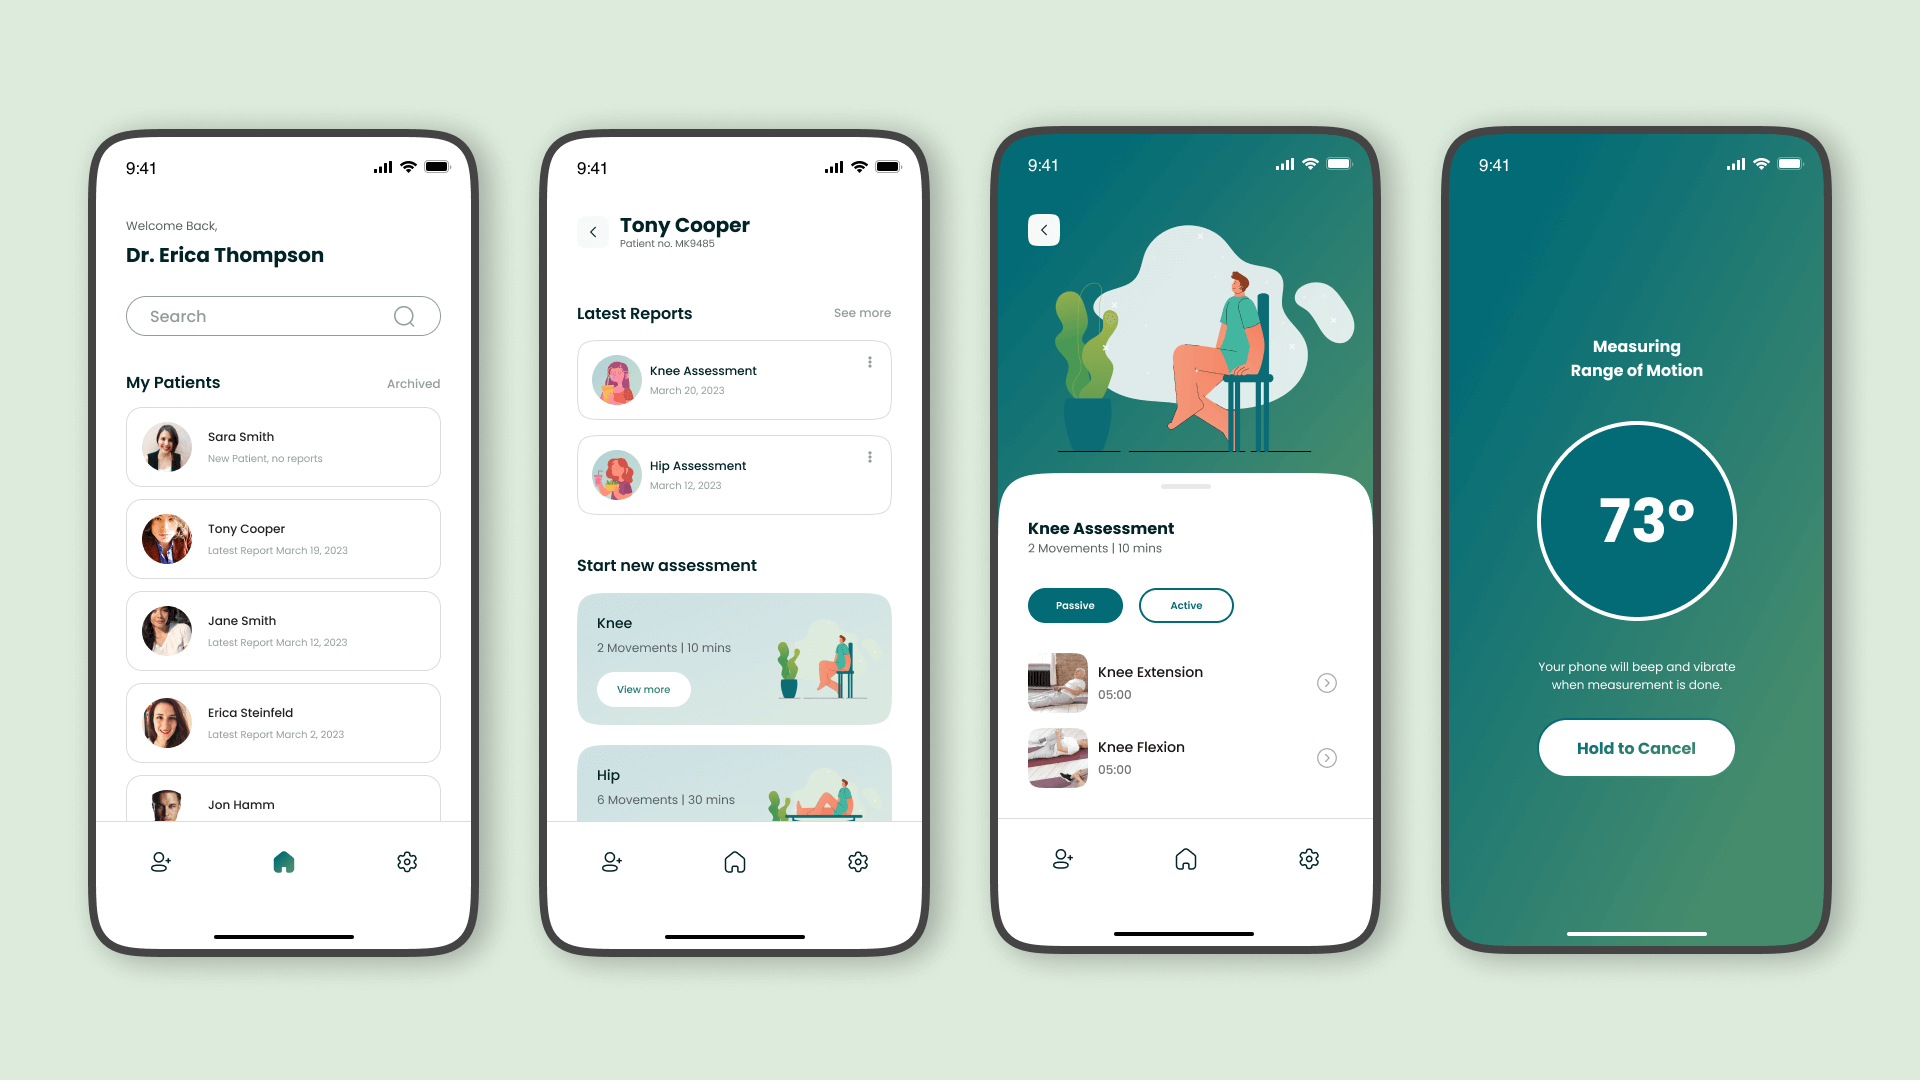 9:41
Welcome Back,
Dr. Erica Thompson
Search
My Patients
Archived
Sara Smith
New Patient, no reports
Tony Cooper
Latest Report March 19, 2023
Jane Smith
Latest Report March 12, 2023
Erica Steinfeld
Latest Report March 2, 2023
Jon Hamm
9:41
Tony Cooper
Patient no. MK9485
Latest Reports
See more
Knee Assessment
March 20, 2023
Hip Assessment
March 12, 2023
Start new assessment
Knee
2 Movements | 10 mins
View more
Hip
6 Movements | 30 mins
9:41
Knee Assessment
2 Movements | 10 mins
Passive
Active
Knee Extension
05:00
Knee Flexion
05:00
9:41
Measuring
Range of Motion
73°
Your phone will beep and vibrate
when measurement is done.
Hold to Cancel